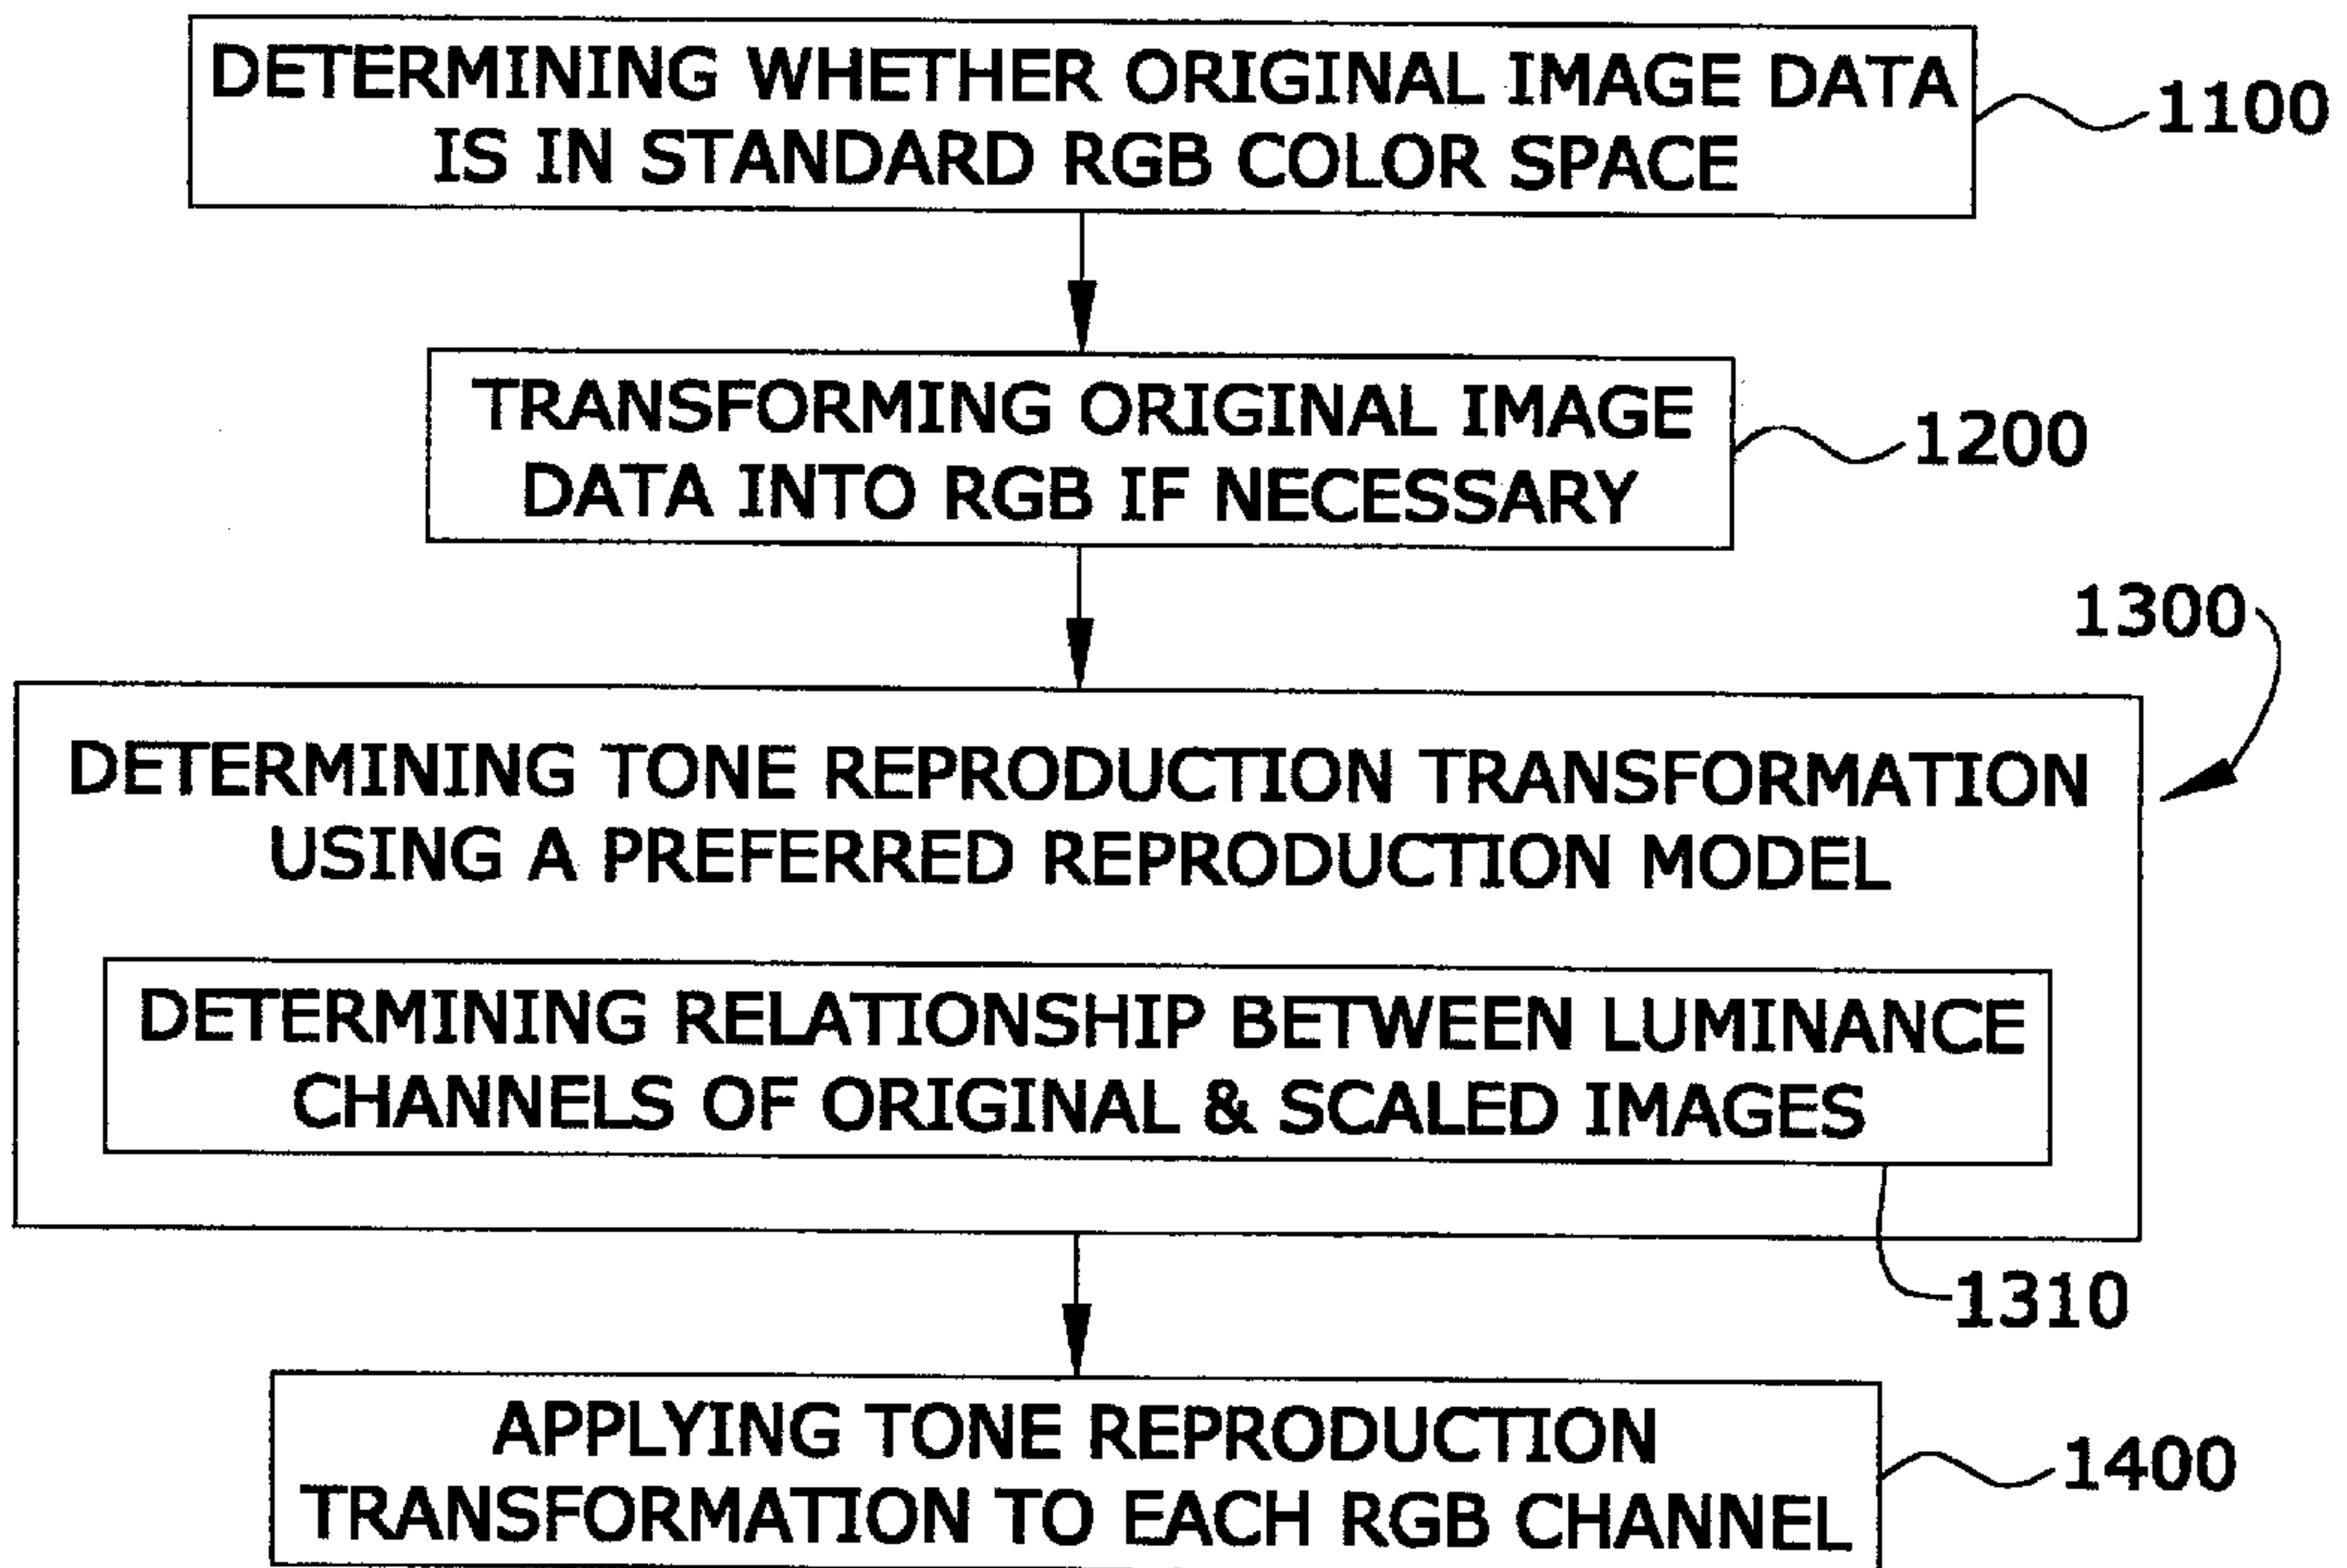 DETERMINING WHETHER ORIGINAL IMAGE DATA
IS IN STANDARD RGB COLOR SPACE
1100
TRANSFORMING ORIGINAL IMAGE
DATA INTO RGB IF NECESSARY
1200
1300
DETERMINING TONE REPRODUCTION TRANSFORMATION
USING A PREFERRED REPRODUCTION MODEL
DETERMINING RELATIONSHIP BETWEEN LUMINANCE
CHANNELS OF ORIGINAL & SCALED IMAGES
1310
APPLYING TONE REPRODUCTION
TRANSFORMATION TO EACH RGB CHANNEL
1400